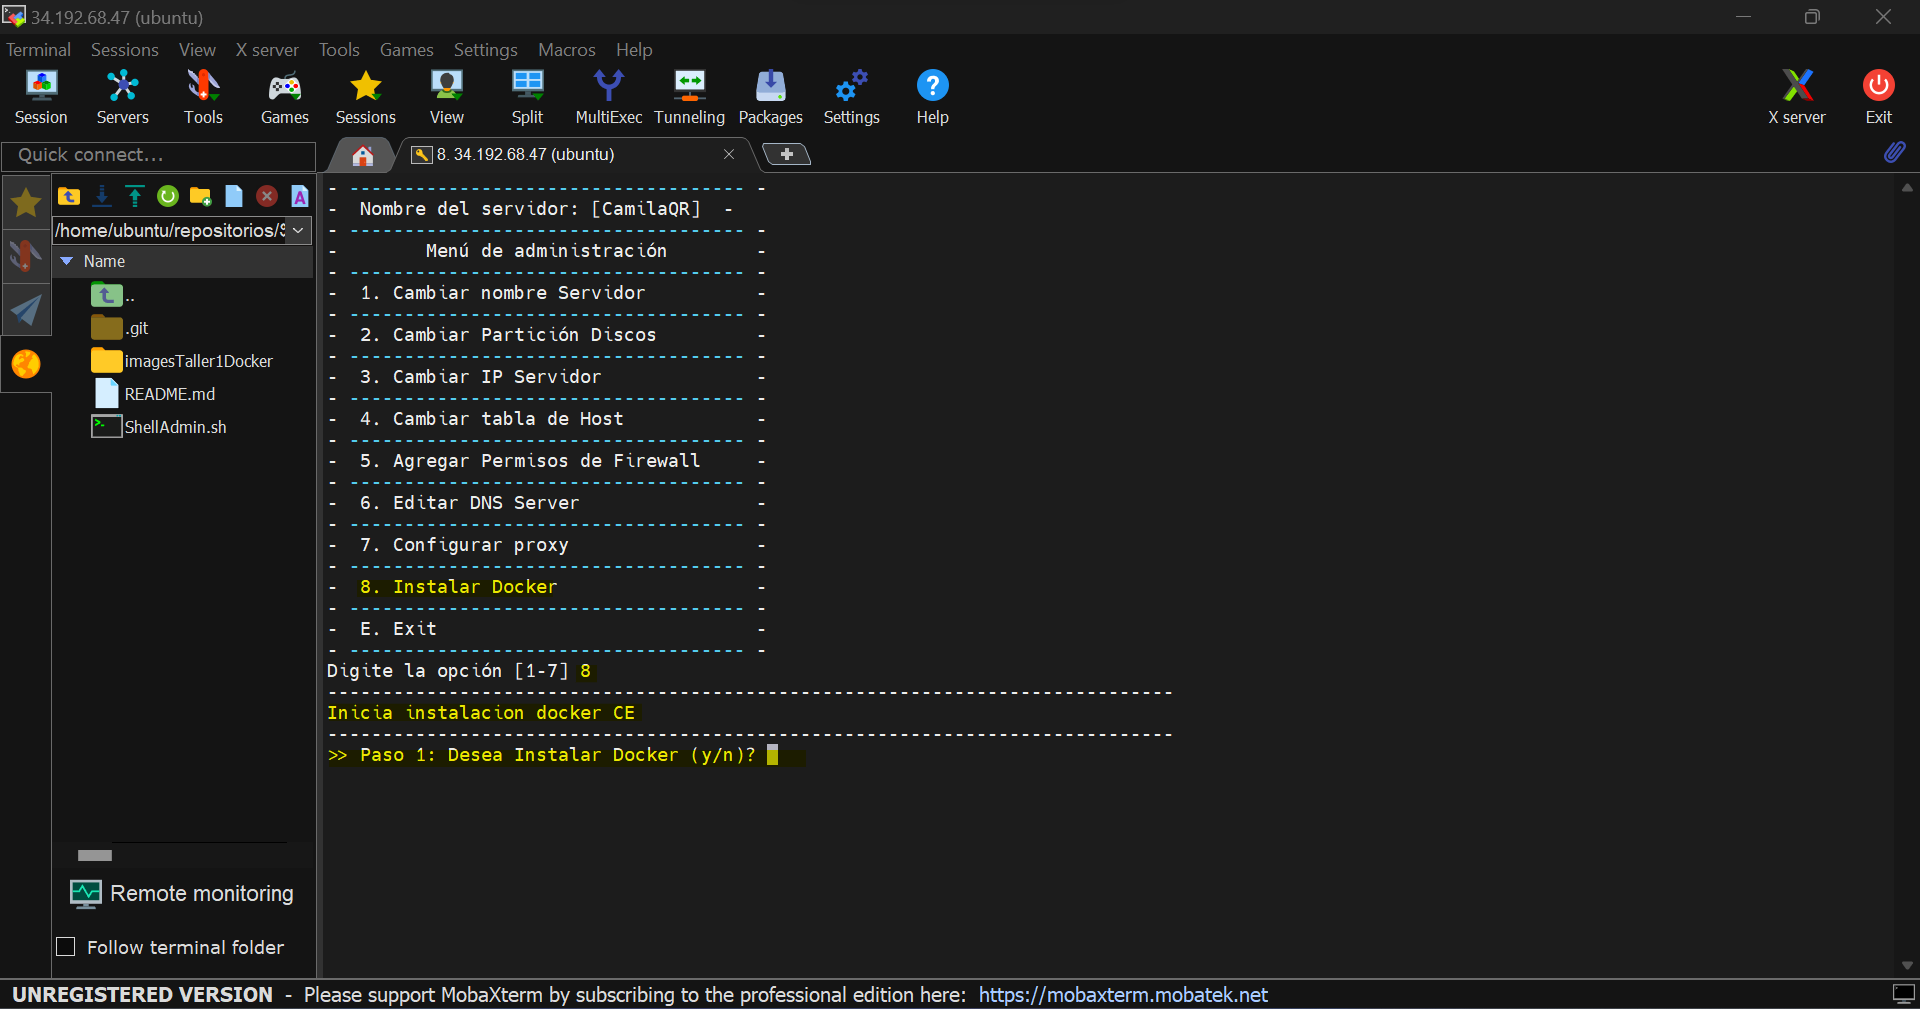 34.192.68.47 (ubuntu)
Terminal Sessions View X server Tools Games Settings Macros Help
Session Servers Tools Games Sessions View Split MultiExec Tunneling Packages Settings Help X server Exit
Quick connect...
8. 34.192.68.47 (ubuntu)
/home/ubuntu/repositorios/
Name
..
.git
imagesTaller1Docker
README.md
ShellAdmin.sh
Remote monitoring
Follow terminal folder
- ------------------------------------ -
- Nombre del servidor: [CamilaQR] -
- ------------------------------------ -
- Menú de administración -
- ------------------------------------ -
- 1. Cambiar nombre Servidor -
- ------------------------------------ -
- 2. Cambiar Partición Discos -
- ------------------------------------ -
- 3. Cambiar IP Servidor -
- ------------------------------------ -
- 4. Cambiar tabla de Host -
- ------------------------------------ -
- 5. Agregar Permisos de Firewall -
- ------------------------------------ -
- 6. Editar DNS Server -
- ------------------------------------ -
- 7. Configurar proxy -
- ------------------------------------ -
- 8. Instalar Docker -
- ------------------------------------ -
- E. Exit -
- ------------------------------------ -
Digite la opción [1-7] 8
-----------------------------------------------------------------------------
Inicia instalacion docker CE
-----------------------------------------------------------------------------
>> Paso 1: Desea Instalar Docker (y/n)?
UNREGISTERED VERSION - Please support MobaXterm by subscribing to the professional edition here: https://mobaxterm.mobatek.net